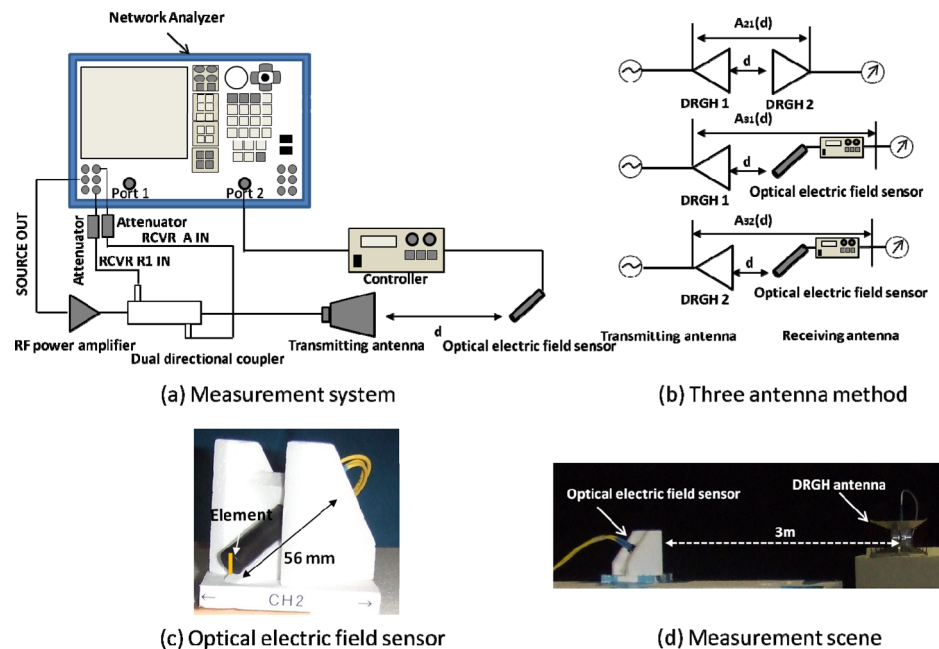 Network Analyzer
Port 1
Port 2
SOURCE OUT
Attenuator
Attenuator
RCVR A IN
RCVR R1 IN
Controller
RF power amplifier
Dual directional coupler
Transmitting antenna
d
Optical electric field sensor
(a) Measurement system
A21(d)
d
DRGH 1
DRGH 2
A31(d)
d
DRGH 1
Optical electric field sensor
A32(d)
d
DRGH 2
Optical electric field sensor
Transmitting antenna
Receiving antenna
(b) Three antenna method
Element
56 mm
← CH2 →
(c) Optical electric field sensor
Optical electric field sensor
DRGH antenna
3m
(d) Measurement scene